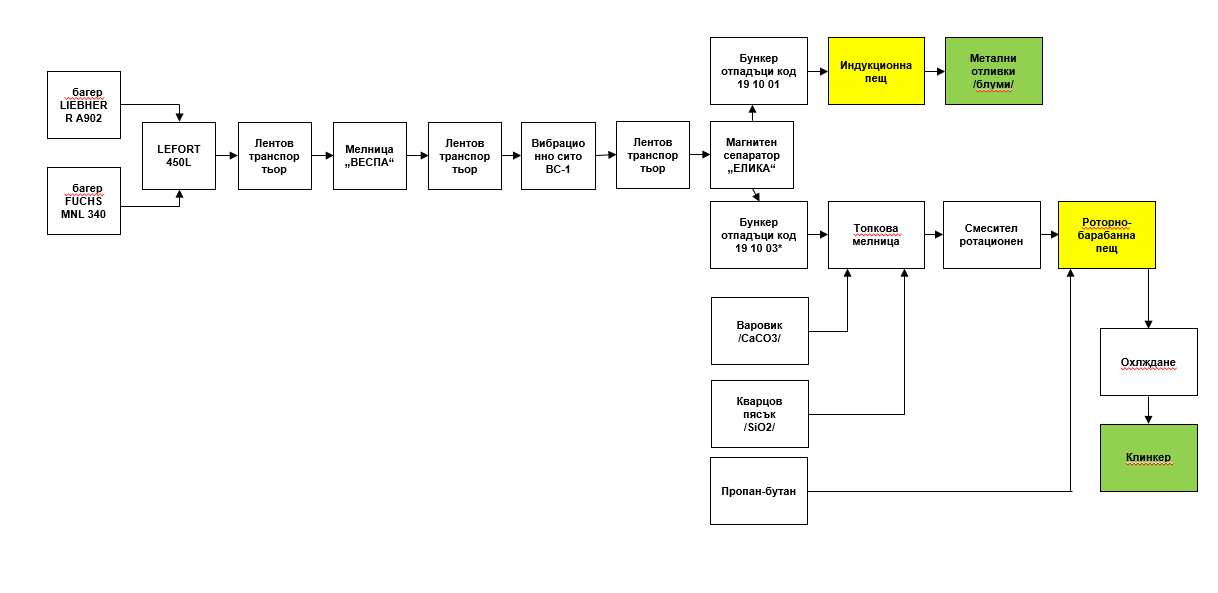 багер
LIEBHER
R A902
багер
FUCHS
MNL 340
LEFORT
450L
Лентов
транспор
тьор
Мелница
„ВЕСПА“
Лентов
транспор
тьор
Вибрацио
нно сито
ВС-1
Лентов
транспор
тьор
Магнитен
сепаратор
„ЕЛИКА“
Бункер
отпадъци код
19 10 01
Индукционна
пещ
Метални
отливки
/блуми/
Бункер
отпадъци код
19 10 03*
Топкова
мелница
Смесител
ротационен
Роторно-
барабанна
пещ
Варовик
/CaCO3/
Кварцов
пясък
/SiO2/
Пропан-бутан
Охлждане
Клинкер